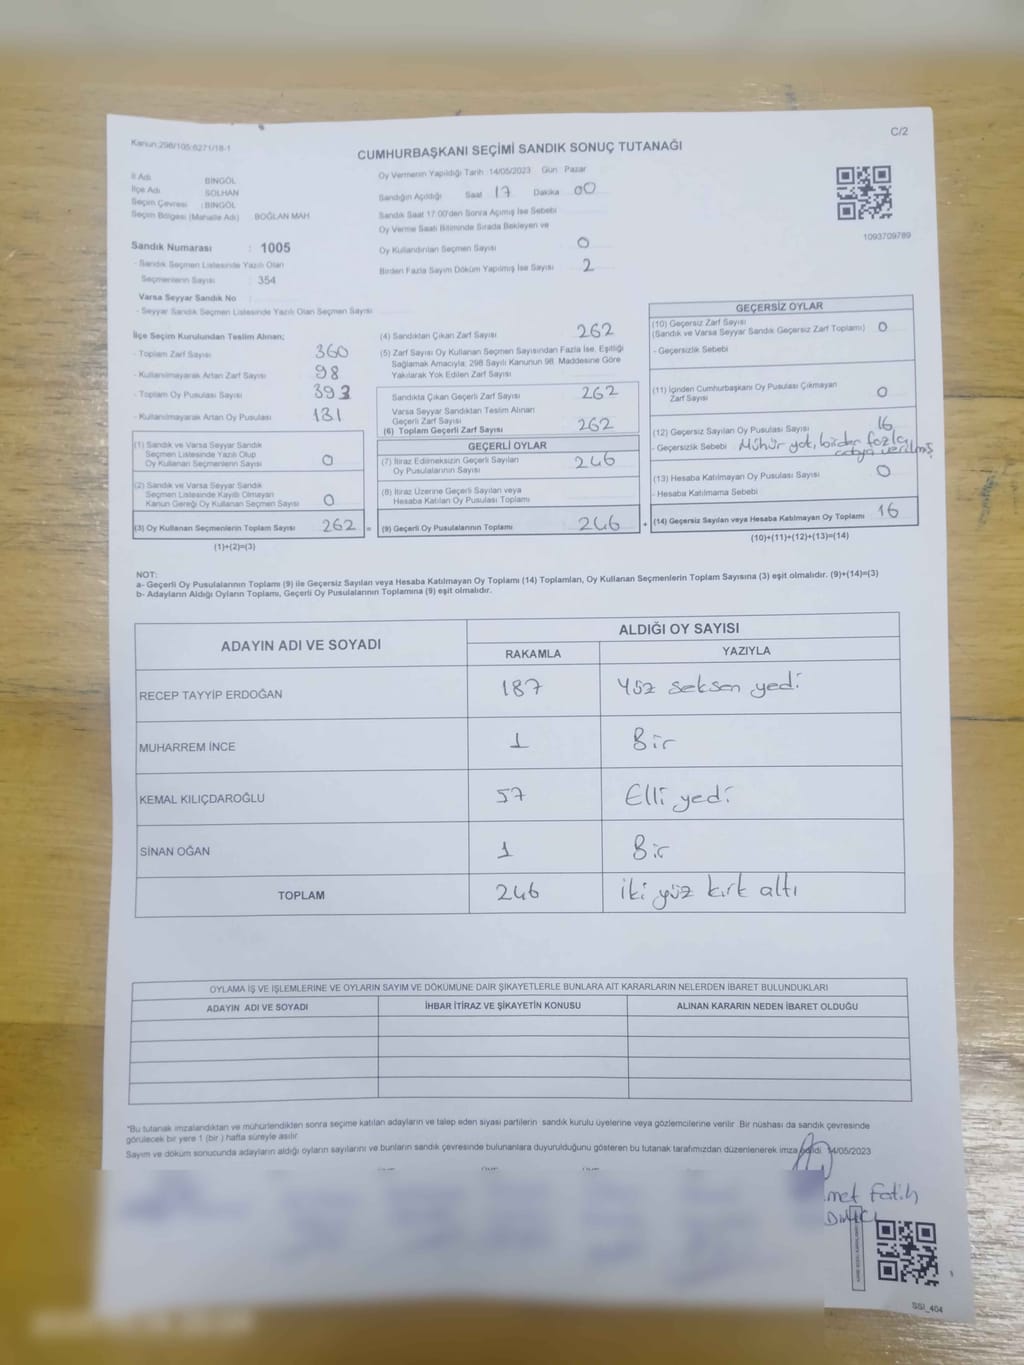 Kanun:298/105;6271/18-1
C/2
CUMHURBAŞKANI SEÇİMİ SANDIK SONUÇ TUTANAĞI
İl Adı BİNGÖL
İlçe Adı SOLHAN
Seçim Çevresi : BİNGÖL
Seçim Bölgesi (Mahalle Adı) BOĞLAN MAH
Sandık Numarası : 1005
- Sandık Seçmen Listesinde Yazılı Olan
Seçmenlerin Sayısı : 354
Varsa Seyyar Sandık No
- Seyyar Sandık Seçmen Listesinde Yazılı Olan Seçmen Sayısı
Oy Vermenin Yapıldığı Tarih :14/05/2023 Gün Pazar
Sandığın Açıldığı Saat 17 Dakika 00
Sandık Saat 17:00'den Sonra Açımış İse Sebebi
Oy Verme Saati Bitiminde Sırada Bekleyen ve
Oy Kullandırılan Seçmen Sayısı 0
Birden Fazla Sayım Döküm Yapılmış İse Sayısı 2
1093709789
İlçe Seçim Kurulundan Teslim Alınan;
- Toplam Zarf Sayısı 360
- Kullanılmayarak Artan Zarf Sayısı 98
- Toplam Oy Pusulası Sayısı 393
- Kullanılmayarak Artan Oy Pusulası 131
(1) Sandık ve Varsa Seyyar Sandık
Seçmen Listesinde Yazılı Olup
Oy Kullanan Seçmenlerin Sayısı 0
(2) Sandık ve Varsa Seyyar Sandık
Seçmen Listesinde Kayıtlı Olmayan
Kanun Gereği Oy Kullanan Seçmen Sayısı 0
(3) Oy Kullanan Seçmenlerin Toplam Sayısı 262 =
(1)+(2)=(3)
(4) Sandıktan Çıkan Zarf Sayısı 262
(5) Zarf Sayısı Oy Kullanan Seçmen Sayısından Fazla İse, Eşitliği
Sağlamak Amacıyla; 298 Sayılı Kanunun 98. Maddesine Göre
Yakılarak Yok Edilen Zarf Sayısı
Sandıkta Çıkan Geçerli Zarf Sayısı 262
Varsa Seyyar Sandıktan Teslim Alınan
Geçerli Zarf Sayısı
(6) Toplam Geçerli Zarf Sayısı 262
GEÇERLİ OYLAR
(7) İtiraz Edilmeksizin Geçerli Sayılan
Oy Pusulalarının Sayısı 246
(8) İtiraz Üzerine Geçerli Sayılan veya
Hesaba Katılan Oy Pusulası Toplamı
(9) Geçerli Oy Pusulalarının Toplamı 246 +
GEÇERSİZ OYLAR
(10) Geçersiz Zarf Sayısı
(Sandık ve Varsa Seyyar Sandık Geçersiz Zarf Toplamı) 0
- Geçersizlik Sebebi
(11) İçinden Cumhurbaşkanı Oy Pusulası Çıkmayan
Zarf Sayısı 0
(12) Geçersiz Sayılan Oy Pusulası Sayısı 16
- Geçersizlik Sebebi Mühür yok, birden fazla
adaya verilmiş
(13) Hesaba Katılmayan Oy Pusulası Sayısı 0
- Hesaba Katılmama Sebebi
(14) Geçersiz Sayılan veya Hesaba Katılmayan Oy Toplamı 16
(10)+(11)+(12)+(13)=(14)
NOT:
a- Geçerli Oy Pusulalarının Toplamı (9) ile Geçersiz Sayılan veya Hesaba Katılmayan Oy Toplamı (14) Toplamları, Oy Kullanan Seçmenlerin Toplam Sayısına (3) eşit olmalıdır. (9)+(14)=(3)
b- Adayların Aldığı Oyların Toplamı, Geçerli Oy Pusulalarının Toplamına (9) eşit olmalıdır.
ADAYIN ADI VE SOYADI
ALDIĞI OY SAYISI
RAKAMLA YAZIYLA
RECEP TAYYİP ERDOĞAN 187 Yüz seksen yedi
MUHARREM İNCE 1 Bir
KEMAL KILIÇDAROĞLU 57 Elli yedi
SİNAN OĞAN 1 Bir
TOPLAM 246 iki yüz kırk altı
OYLAMA İŞ VE İŞLEMLERİNE VE OYLARIN SAYIM VE DÖKÜMÜNE DAİR ŞİKAYETLERLE BUNLARA AİT KARARLARIN NELERDEN İBARET BULUNDUKLARI
ADAYIN ADI VE SOYADI İHBAR İTİRAZ VE ŞİKAYETİN KONUSU ALINAN KARARIN NEDEN İBARET OLDUĞU
"Bu tutanak imzalandıktan ve mühürlendikten sonra seçime katılan adayların ve talep eden siyasi partilerin sandık kurulu üyelerine veya gözlemcilerine verilir. Bir nüshası da sandık çevresinde
görülecek bir yere 1 (bir ) hafta süreyle asılır.
Sayım ve döküm sonucunda adayların aldığı oyların sayılarını ve bunların sandık çevresinde bulunanlara duyurulduğunu gösteren bu tutanak tarafımızdan düzenlenerek imza edildi. 14/05/2023
met Fatih
SSI_404